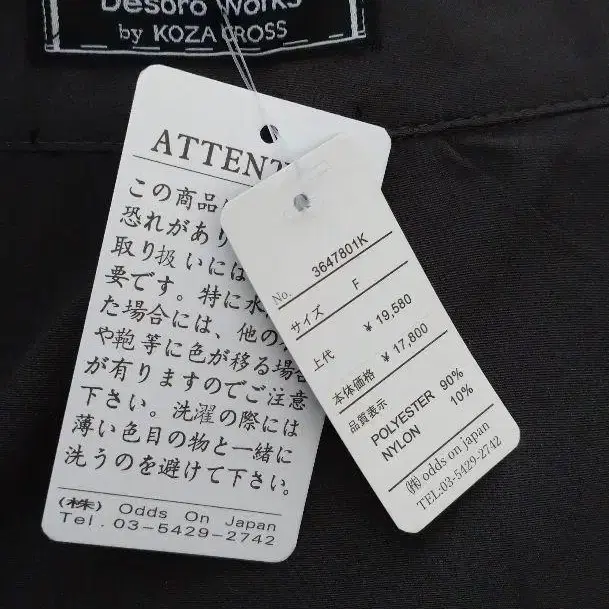 Desoro Works
by KOZA CROSS
ATTENT
この商品
恐れがあり
取り扱いには
要です。特に水
た場合には、他の
や鞄等に色が移る場合
が有りますのでご注意
下さい。洗濯の際には
薄い色目の物と一緒に
洗うのを避けて下さい。
(株) Odds On Japan
Tel.03-5429-2742
No. 3647801K
サイズ F
上代 ¥ 19,580
本体価格 ¥ 17,800
品質表示
POLYESTER 90%
NYLON 10%
㈱ odds on japan
TEL.03-5429-2742